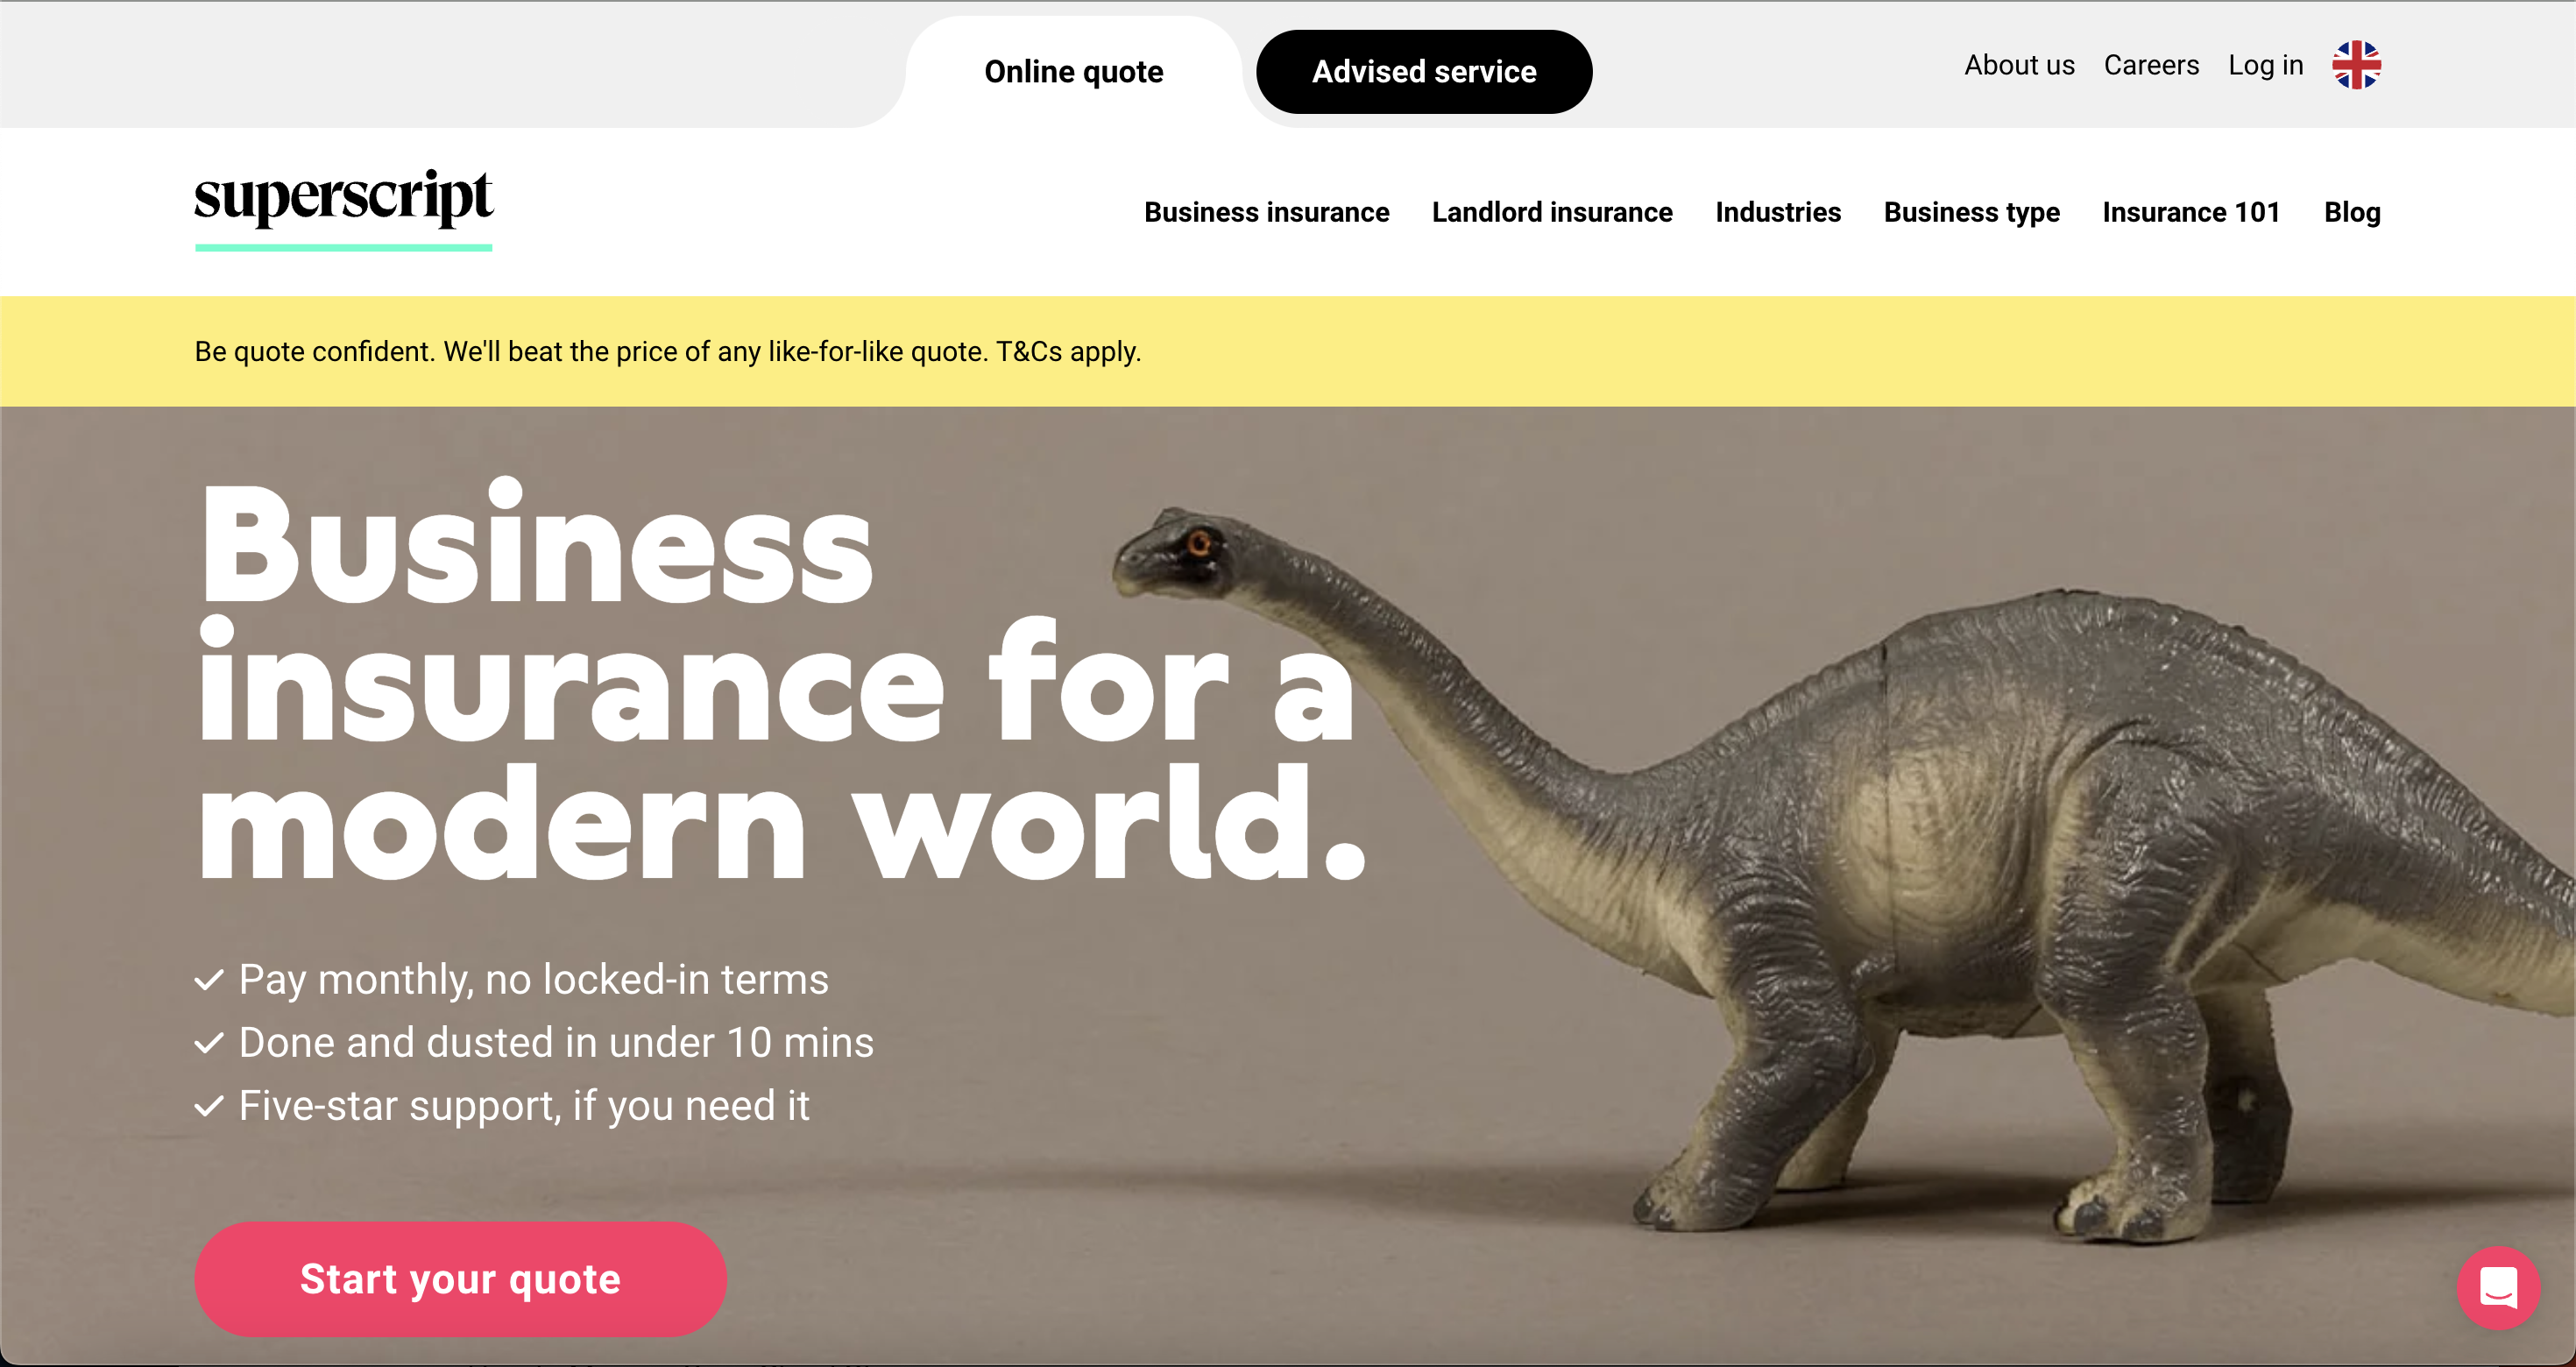 Online quote
Advised service
About us
Careers
Log in
superscript
Business insurance
Landlord insurance
Industries
Business type
Insurance 101
Blog
Be quote confident. We'll beat the price of any like-for-like quote. T&Cs apply.
Business
insurance for a
modern world.
Pay monthly, no locked-in terms
Done and dusted in under 10 mins
Five-star support, if you need it
Start your quote